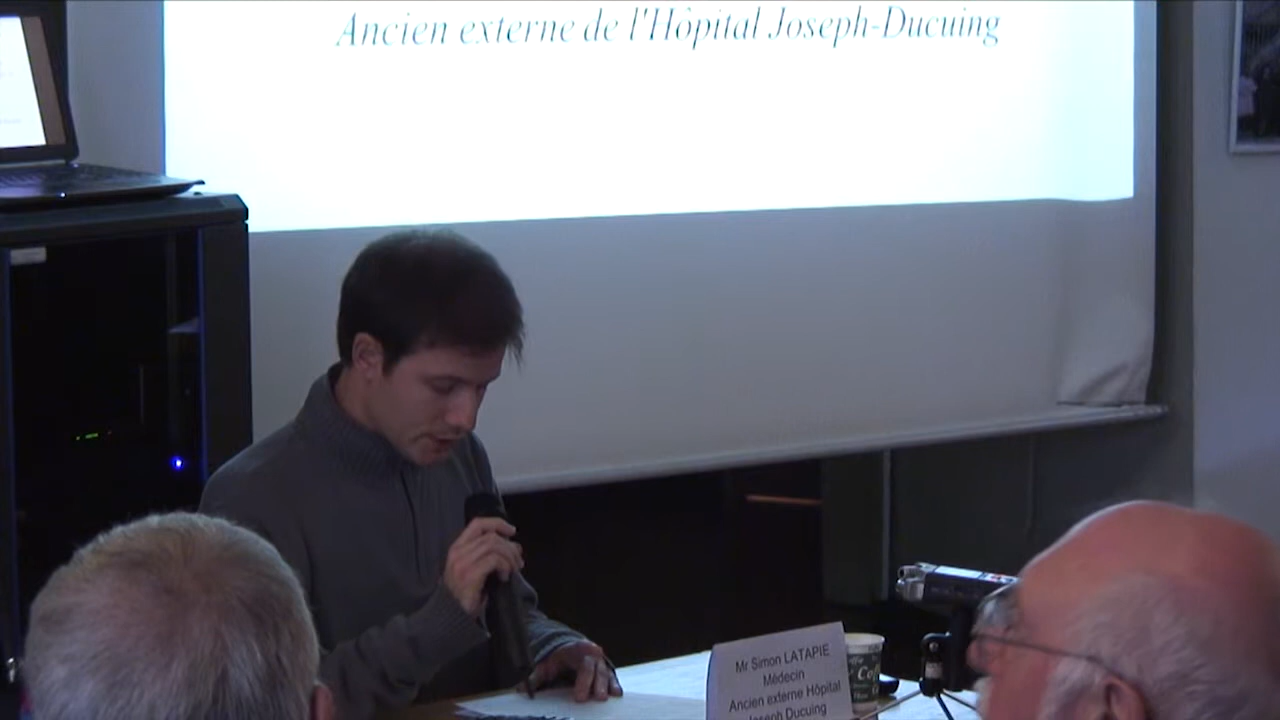 Ancien externe de l'Hôpital Joseph-Ducuing
Mr Simon LATAPIE
Médecin
Ancien externe Hôpital
Joseph Ducuing